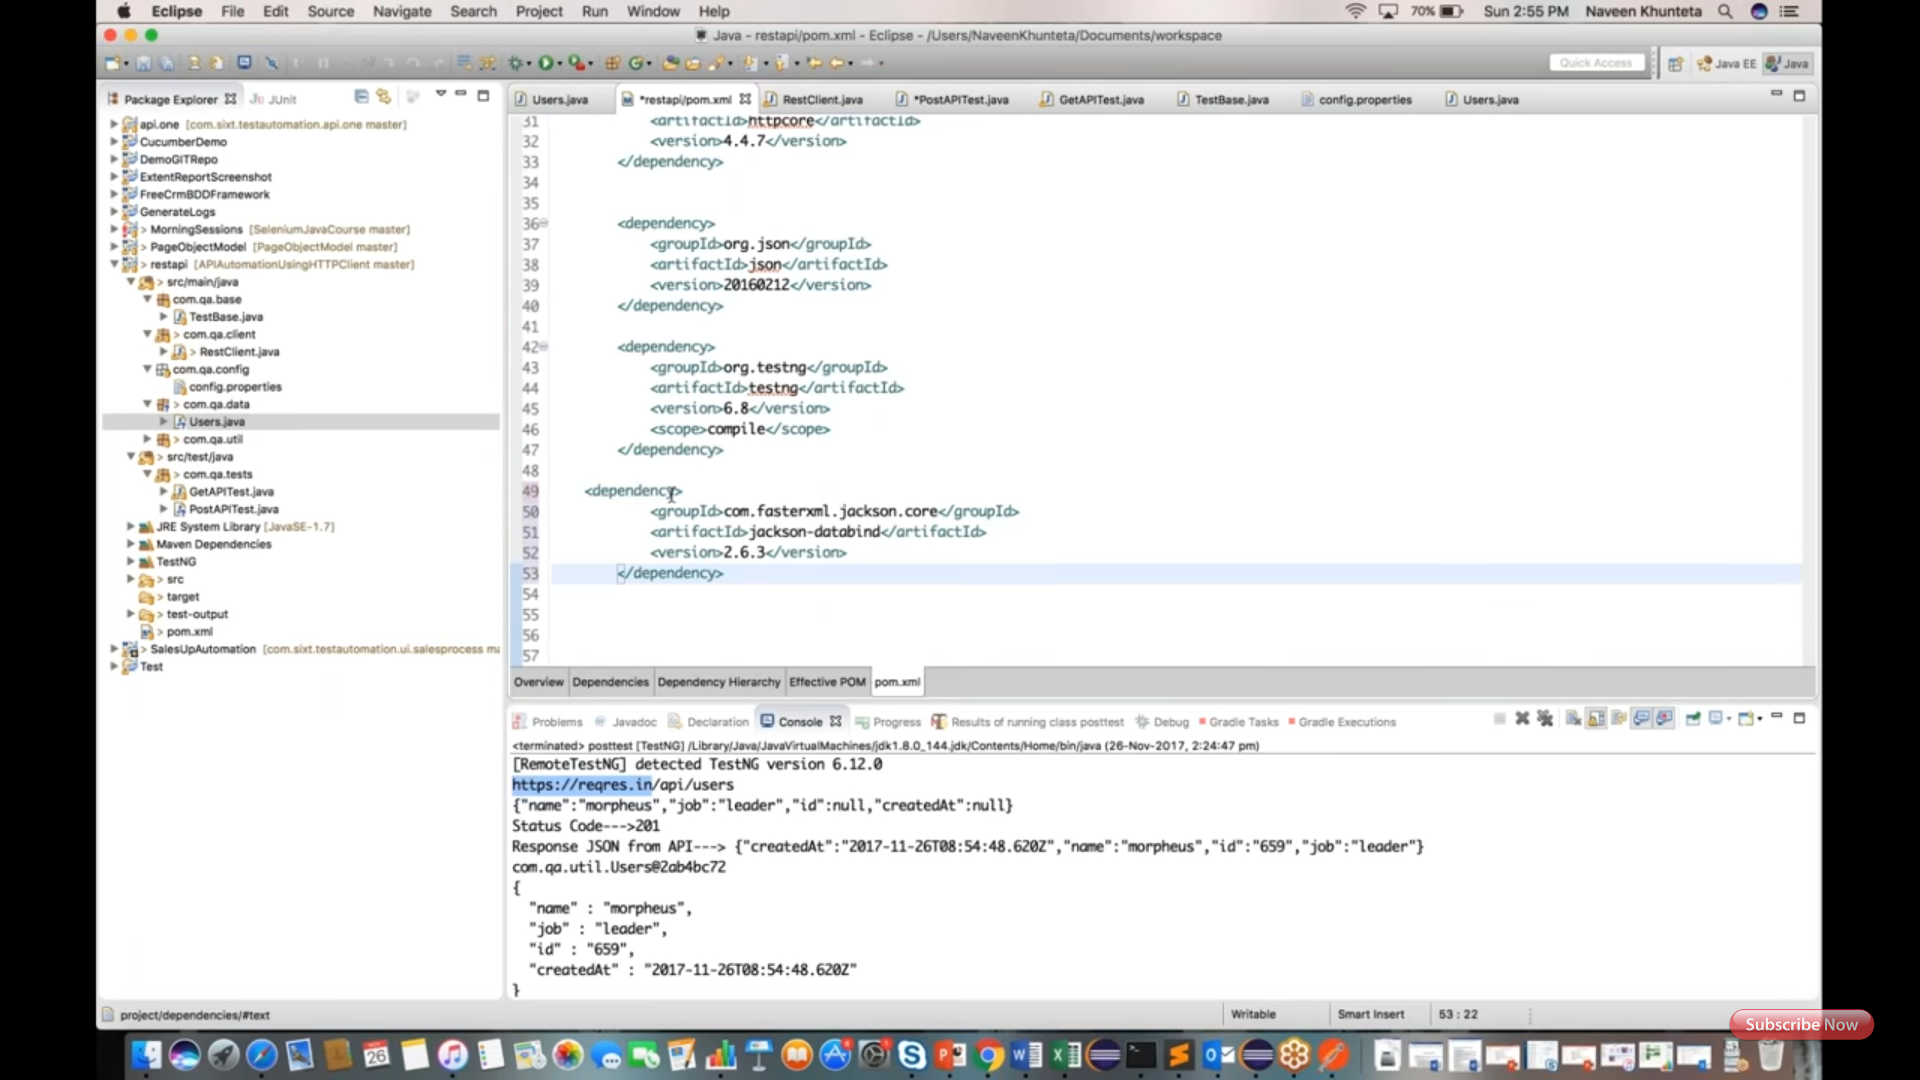 Eclipse File Edit Source Navigate Search Project Run Window Help
70% Sun 2:55 PM Naveen Khunteta
Java - restapi/pom.xml - Eclipse - /Users/NaveenKhunteta/Documents/workspace
Quick Access Java EE Java
Package Explorer JUnit
api.one [com.sixt.testautomation.api.one master]
CucumberDemo
DemoGITRepo
ExtentReportScreenshot
FreeCrmBDDFramework
GenerateLogs
> MorningSessions [SeleniumJavaCourse master]
> PageObjectModel [PageObjectModel master]
> restapi [APIAutomationUsingHTTPClient master]
> src/main/java
com.qa.base
TestBase.java
> com.qa.client
> RestClient.java
com.qa.config
config.properties
> com.qa.data
Users.java
> com.qa.util
> src/test/java
> com.qa.tests
GetAPITest.java
PostAPITest.java
JRE System Library [JavaSE-1.7]
Maven Dependencies
TestNG
> src
> target
> test-output
> pom.xml
> SalesUpAutomation [com.sixt.testautomation.ui.salesprocess ma
Test
Users.java *restapi/pom.xml RestClient.java *PostAPITest.java GetAPITest.java TestBase.java config.properties Users.java
31 <artifactId>httpcore</artifactId>
32 <version>4.4.7</version>
33 </dependency>
34
35
36 <dependency>
37 <groupId>org.json</groupId>
38 <artifactId>json</artifactId>
39 <version>20160212</version>
40 </dependency>
41
42 <dependency>
43 <groupId>org.testng</groupId>
44 <artifactId>testng</artifactId>
45 <version>6.8</version>
46 <scope>compile</scope>
47 </dependency>
48
49 <dependency>
50 <groupId>com.fasterxml.jackson.core</groupId>
51 <artifactId>jackson-databind</artifactId>
52 <version>2.6.3</version>
53 </dependency>
54
55
56
57
Overview Dependencies Dependency Hierarchy Effective POM pom.xml
Problems Javadoc Declaration Console Progress Results of running class posttest Debug Gradle Tasks Gradle Executions
<terminated> posttest [TestNG] /Library/Java/JavaVirtualMachines/jdk1.8.0_144.jdk/Contents/Home/bin/java (26-Nov-2017, 2:24:47 pm)
[RemoteTestNG] detected TestNG version 6.12.0
https://reqres.in/api/users
{"name":"morpheus","job":"leader","id":null,"createdAt":null}
Status Code--->201
Response JSON from API---> {"createdAt":"2017-11-26T08:54:48.620Z","name":"morpheus","id":"659","job":"leader"}
com.qa.util.Users@2ab4bc72
{
"name" : "morpheus",
"job" : "leader",
"id" : "659",
"createdAt" : "2017-11-26T08:54:48.620Z"
}
project/dependencies/#text Writable Smart Insert 53 : 22
Subscribe Now
26